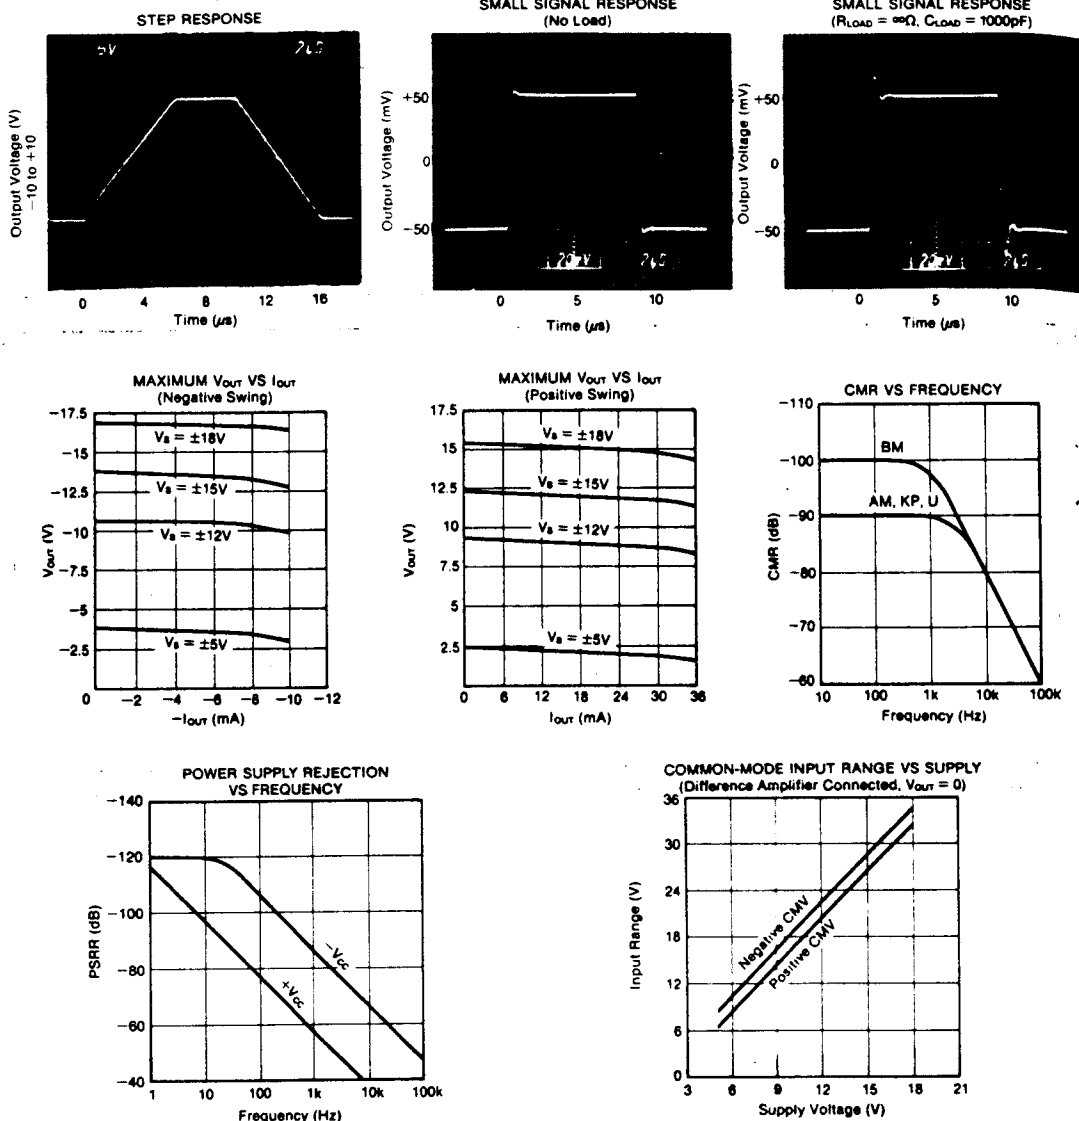 STEP RESPONSE
5V
2µS
Output Voltage (V)
−10 to +10
0 4 8 12 16
Time (µs)
SMALL SIGNAL RESPONSE
(No Load)
Output Voltage (mV)
+50
0
−50
20mV 2µS
0 5 10
Time (µs)
SMALL SIGNAL RESPONSE
(RLOAD = ∞Ω, CLOAD = 1000pF)
Output Voltage (mV)
+50
0
−50
20mV 2µS
0 5 10
Time (µs)
MAXIMUM VOUT VS IOUT
(Negative Swing)
VOUT (V)
−17.5
−15
−12.5
−10
−7.5
−5
−2.5
0 −2 −4 −6 −8 −10 −12
−IOUT (mA)
VS = ±18V
VS = ±15V
VS = ±12V
VS = ±5V
MAXIMUM VOUT VS IOUT
(Positive Swing)
VOUT (V)
17.5
15
12.5
10
7.5
5
2.5
0 6 12 18 24 30 36
IOUT (mA)
VS = ±18V
VS = ±15V
VS = ±12V
VS = ±5V
CMR VS FREQUENCY
CMR (dB)
−110
−100
−90
−80
−70
−60
10 100 1k 10k 100k
Frequency (Hz)
BM
AM, KP, U
POWER SUPPLY REJECTION
VS FREQUENCY
PSRR (dB)
−140
−120
−100
−80
−60
−40
1 10 100 1k 10k 100k
Frequency (Hz)
−VCC
+VCC
COMMON-MODE INPUT RANGE VS SUPPLY
(Difference Amplifier Connected, VOUT = 0)
Input Range (V)
36
30
24
18
12
6
0
3 6 9 12 15 18 21
Supply Voltage (V)
Negative CMV
Positive CMV